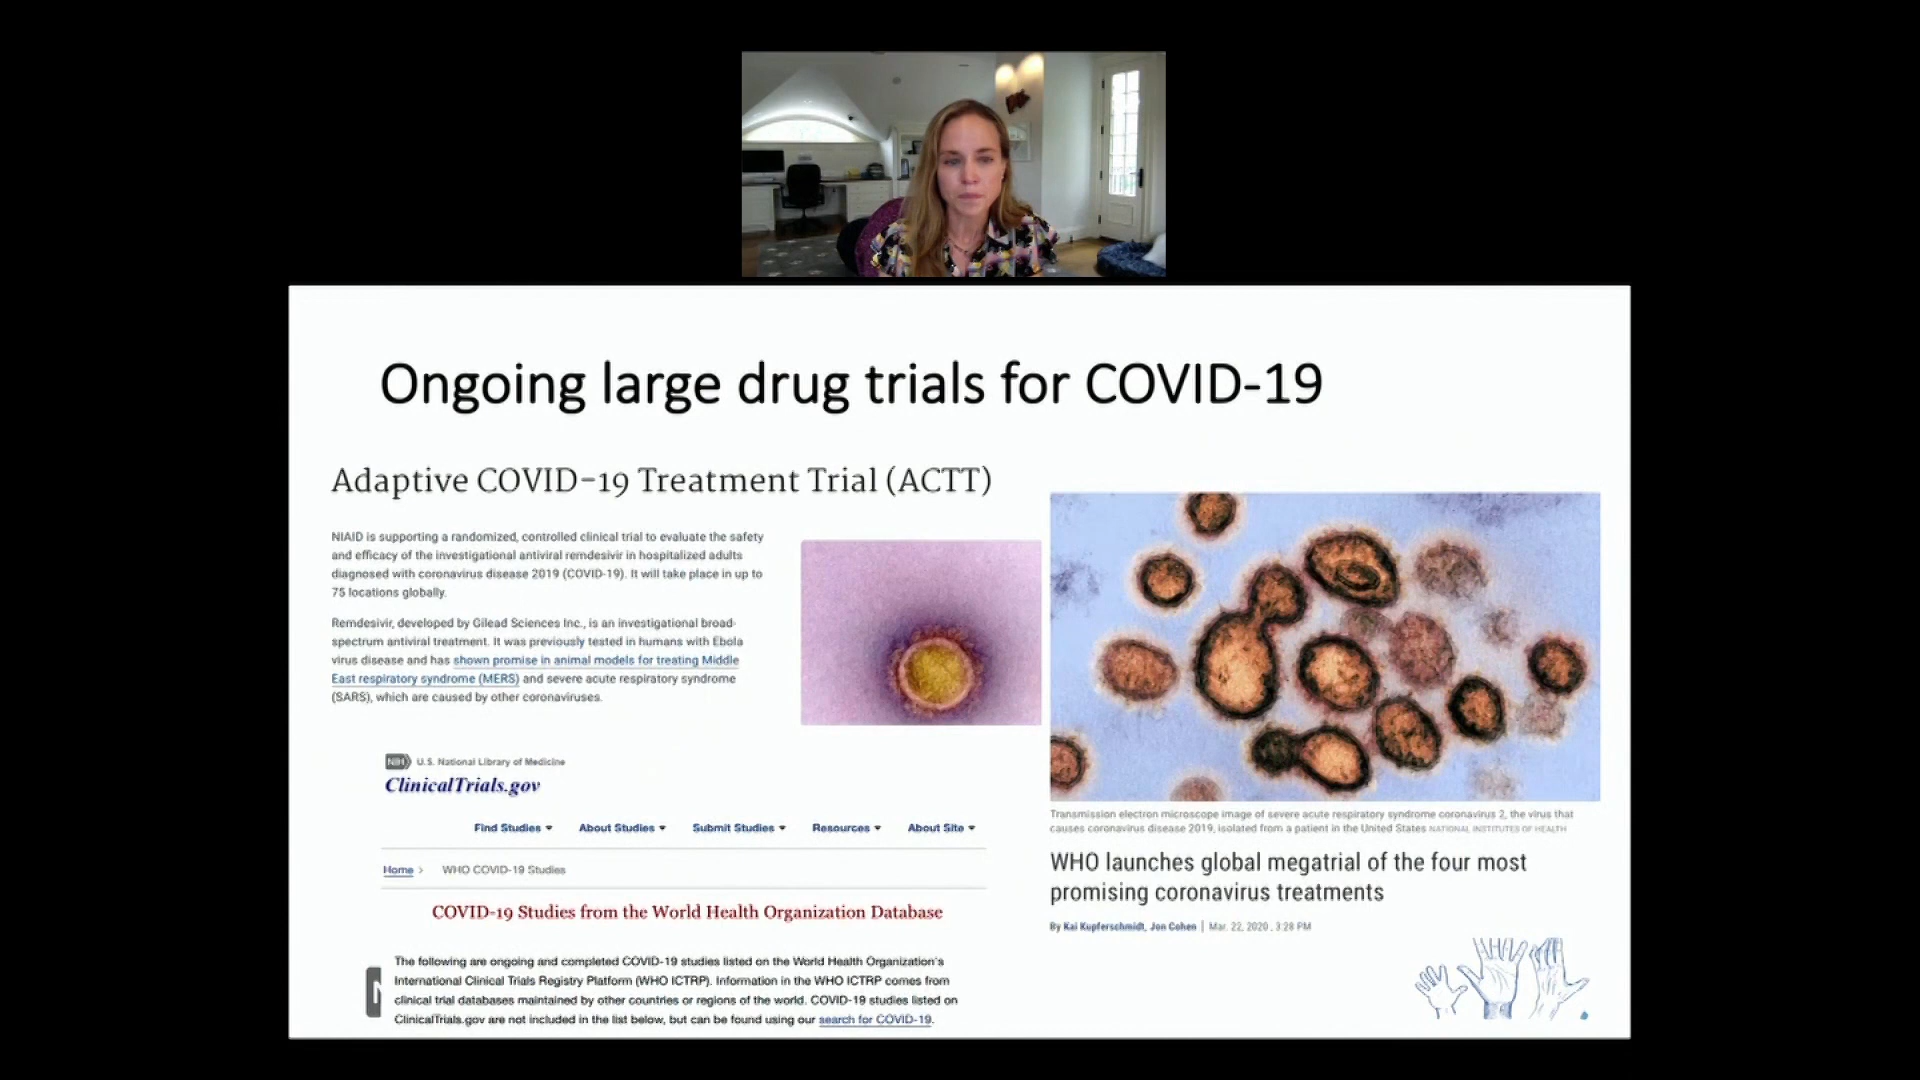 Ongoing large drug trials for COVID-19
Adaptive COVID-19 Treatment Trial (ACTT)
NIAID is supporting a randomized, controlled clinical trial to evaluate the safety
and efficacy of the investigational antiviral remdesivir in hospitalized adults
diagnosed with coronavirus disease 2019 (COVID-19). It will take place in up to
75 locations globally.
Remdesivir, developed by Gilead Sciences Inc., is an investigational broad-
spectrum antiviral treatment. It was previously tested in humans with Ebola
virus disease and has shown promise in animal models for treating Middle
East respiratory syndrome (MERS) and severe acute respiratory syndrome
(SARS), which are caused by other coronaviruses.
NIH U.S. National Library of Medicine
ClinicalTrials.gov
Find Studies About Studies Submit Studies Resources About Site
Home > WHO COVID-19 Studies
COVID-19 Studies from the World Health Organization Database
The following are ongoing and completed COVID-19 studies listed on the World Health Organization's
International Clinical Trials Registry Platform (WHO ICTRP). Information in the WHO ICTRP comes from
clinical trial databases maintained by other countries or regions of the world. COVID-19 studies listed on
ClinicalTrials.gov are not included in the list below, but can be found using our search for COVID-19.
Transmission electron microscope image of severe acute respiratory syndrome coronavirus 2, the virus that
causes coronavirus disease 2019, isolated from a patient in the United States NATIONAL INSTITUTES OF HEALTH
WHO launches global megatrial of the four most
promising coronavirus treatments
By Kai Kupferschmidt, Jon Cohen | Mar. 22, 2020 , 3:28 PM